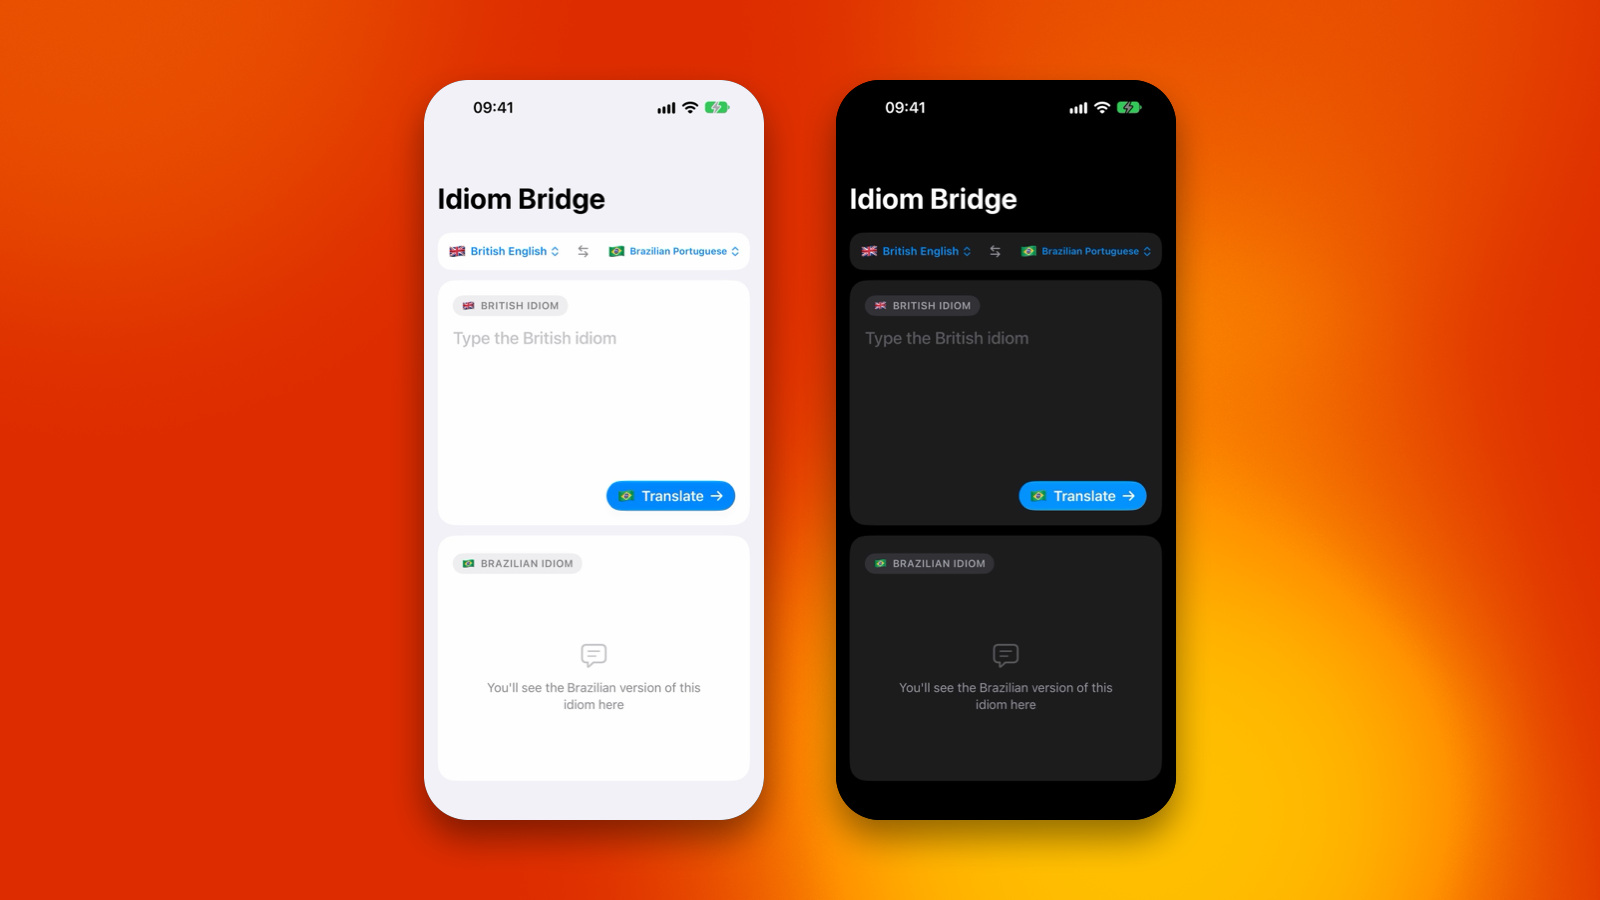 09:41
Idiom Bridge
British English
Brazilian Portuguese
BRITISH IDIOM
Type the British idiom
Translate
BRAZILIAN IDIOM
You'll see the Brazilian version of this
idiom here
09:41
Idiom Bridge
British English
Brazilian Portuguese
BRITISH IDIOM
Type the British idiom
Translate
BRAZILIAN IDIOM
You'll see the Brazilian version of this
idiom here